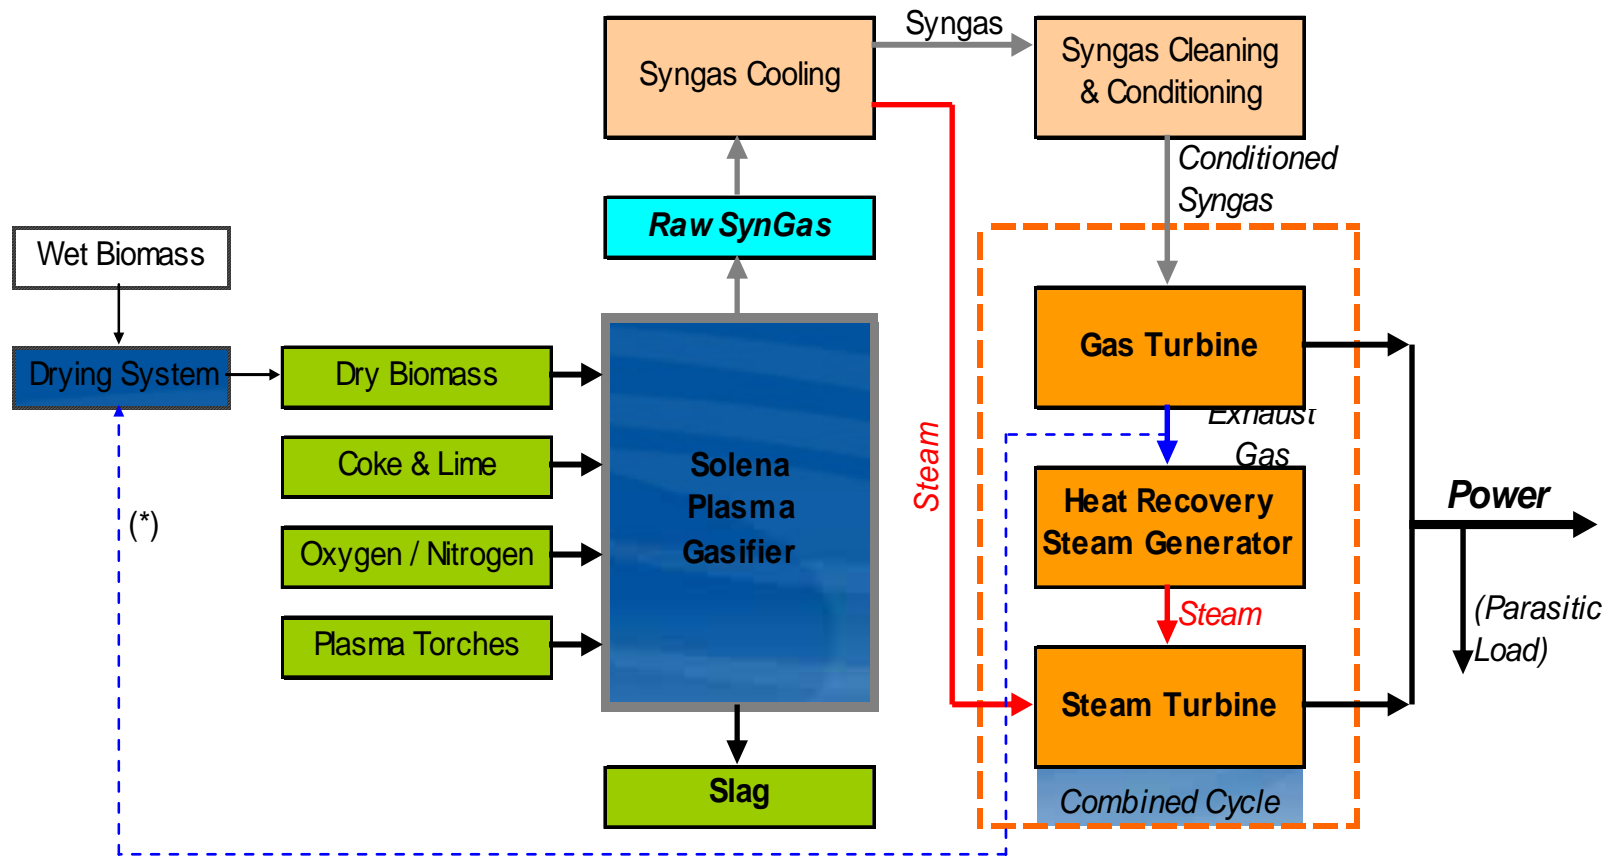 Syngas
Syngas Cooling
Syngas Cleaning
& Conditioning
Conditioned
Syngas
Raw SynGas
Wet Biomass
Drying System
Dry Biomass
Coke & Lime
Oxygen / Nitrogen
Plasma Torches
(*)
Solena
Plasma
Gasifier
Slag
Steam
Gas Turbine
Exhaust
Gas
Heat Recovery
Steam Generator
Steam
Steam Turbine
Combined Cycle
Power
(Parasitic
Load)